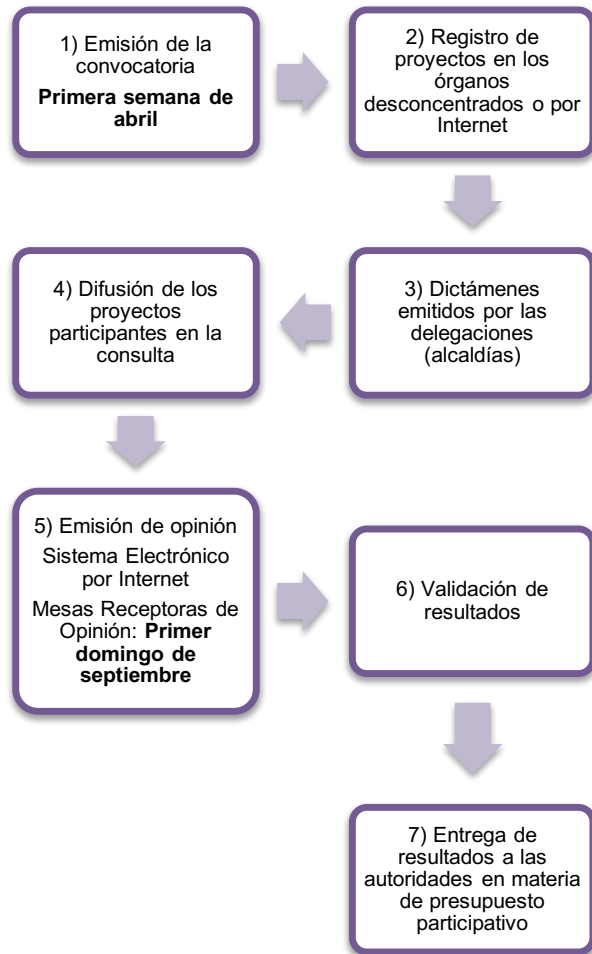 1) Emisión de la
convocatoria
Primera semana de
abril
2) Registro de
proyectos en los
órganos
desconcentrados o por
Internet
3) Dictámenes
emitidos por las
delegaciones
(alcaldías)
4) Difusión de los
proyectos
participantes en la
consulta
5) Emisión de opinión
Sistema Electrónico
por Internet
Mesas Receptoras de
Opinión: Primer
domingo de
septiembre
6) Validación de
resultados
7) Entrega de
resultados a las
autoridades en materia
de presupuesto
participativo